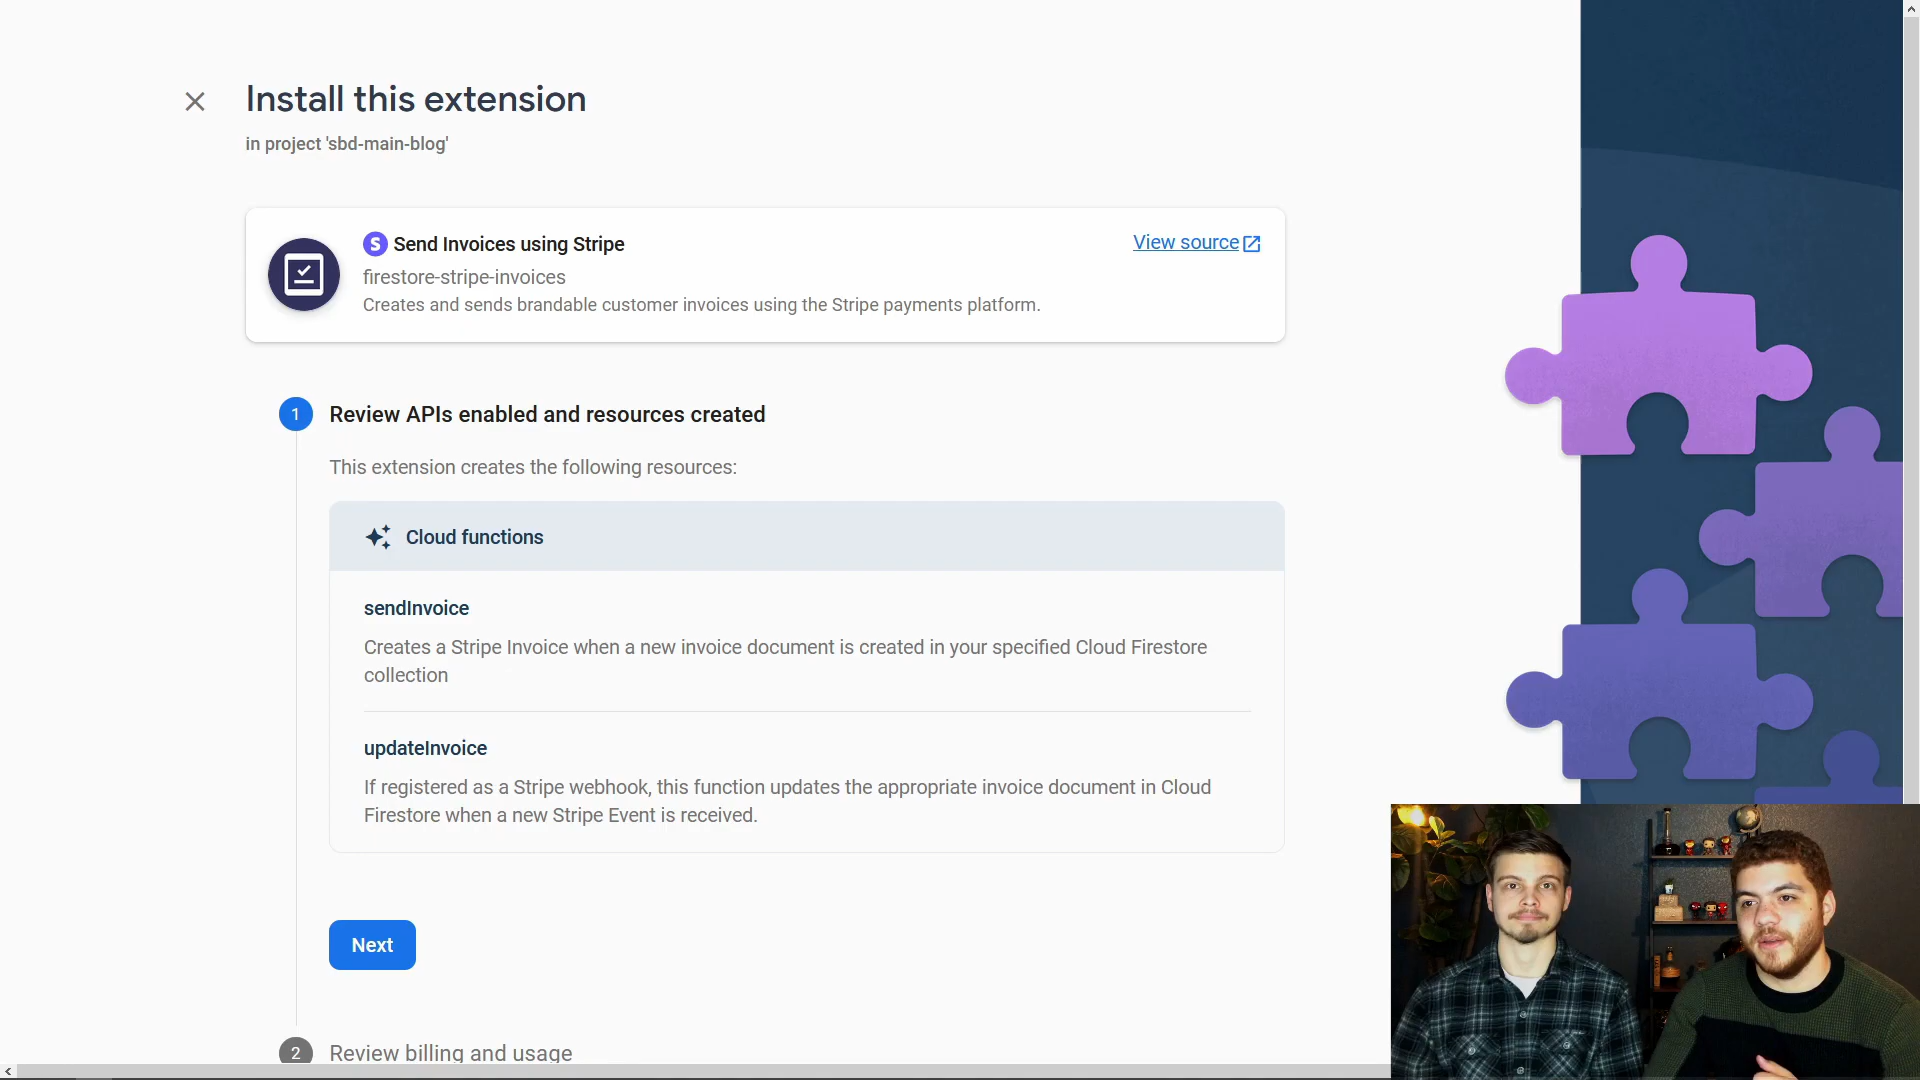 Install this extension
in project 'sbd-main-blog'
S Send Invoices using Stripe
View source
firestore-stripe-invoices
Creates and sends brandable customer invoices using the Stripe payments platform.
1 Review APIs enabled and resources created
This extension creates the following resources:
Cloud functions
sendInvoice
Creates a Stripe Invoice when a new invoice document is created in your specified Cloud Firestore
collection
updateInvoice
If registered as a Stripe webhook, this function updates the appropriate invoice document in Cloud
Firestore when a new Stripe Event is received.
Next
2 Review billing and usage